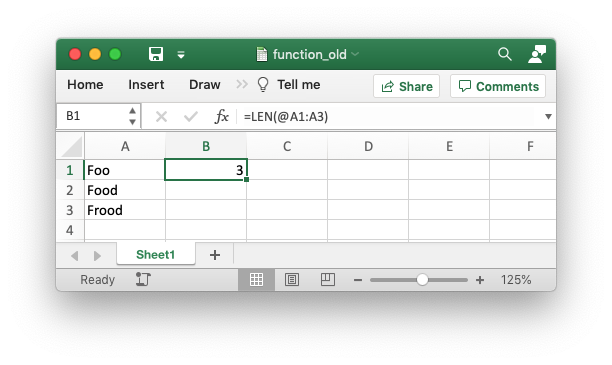 function_old
Home Insert Draw Tell me Share Comments
B1 fx =LEN(@A1:A3)
A B C D E F
1 Foo 3
2 Food
3 Frood
4
Sheet1 +
Ready − + 125%